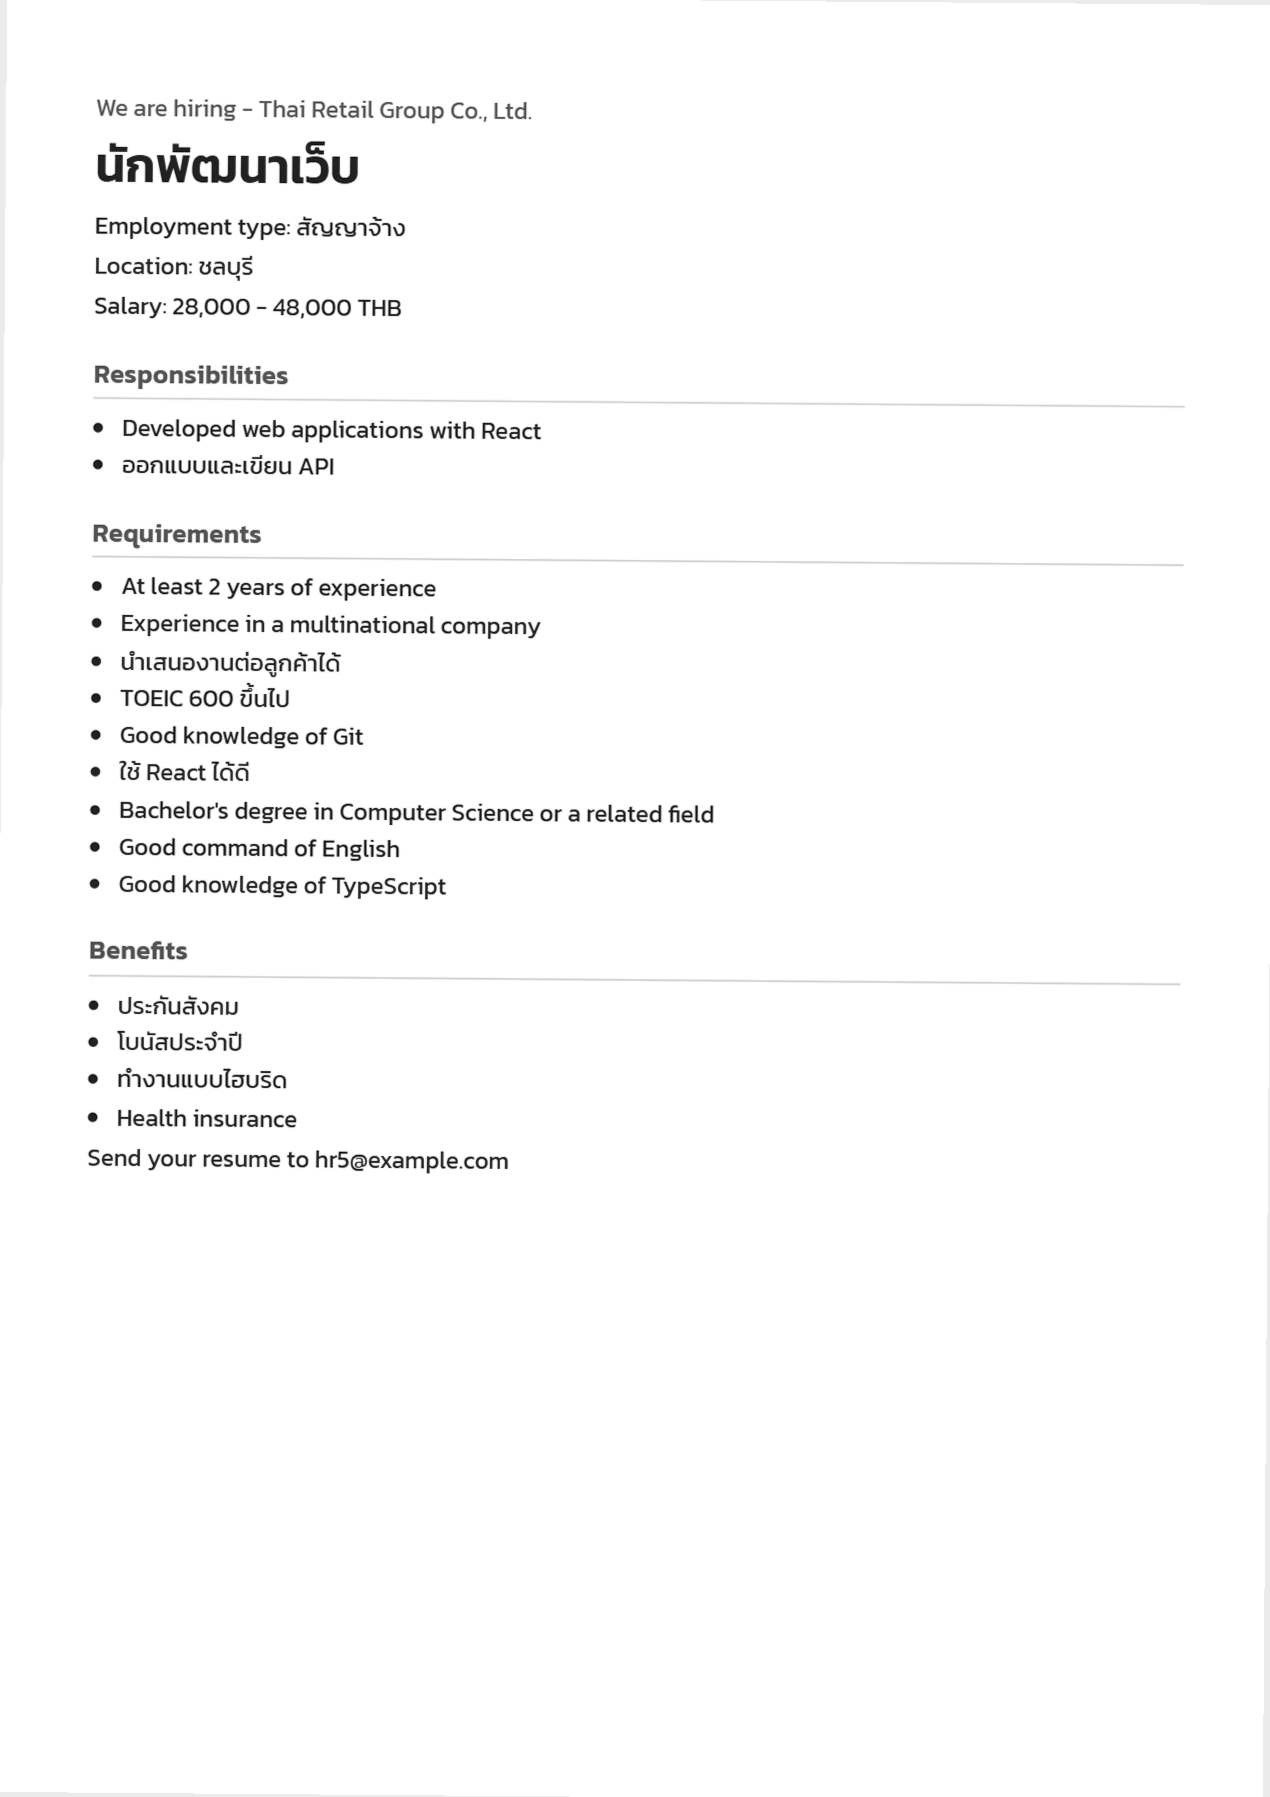 We are hiring – Thai Retail Group Co., Ltd.
นักพัฒนาเว็บ
Employment type: สัญญาจ้าง
Location: ชลบุรี
Salary: 28,000 – 48,000 THB
Responsibilities
• Developed web applications with React
• ออกแบบและเขียน API
Requirements
• At least 2 years of experience
• Experience in a multinational company
• นำเสนองานต่อลูกค้าได้
• TOEIC 600 ขึ้นไป
• Good knowledge of Git
• ใช้ React ได้ดี
• Bachelor's degree in Computer Science or a related field
• Good command of English
• Good knowledge of TypeScript
Benefits
• ประกันสังคม
• โบนัสประจำปี
• ทำงานแบบไฮบริด
• Health insurance
Send your resume to hr5@example.com